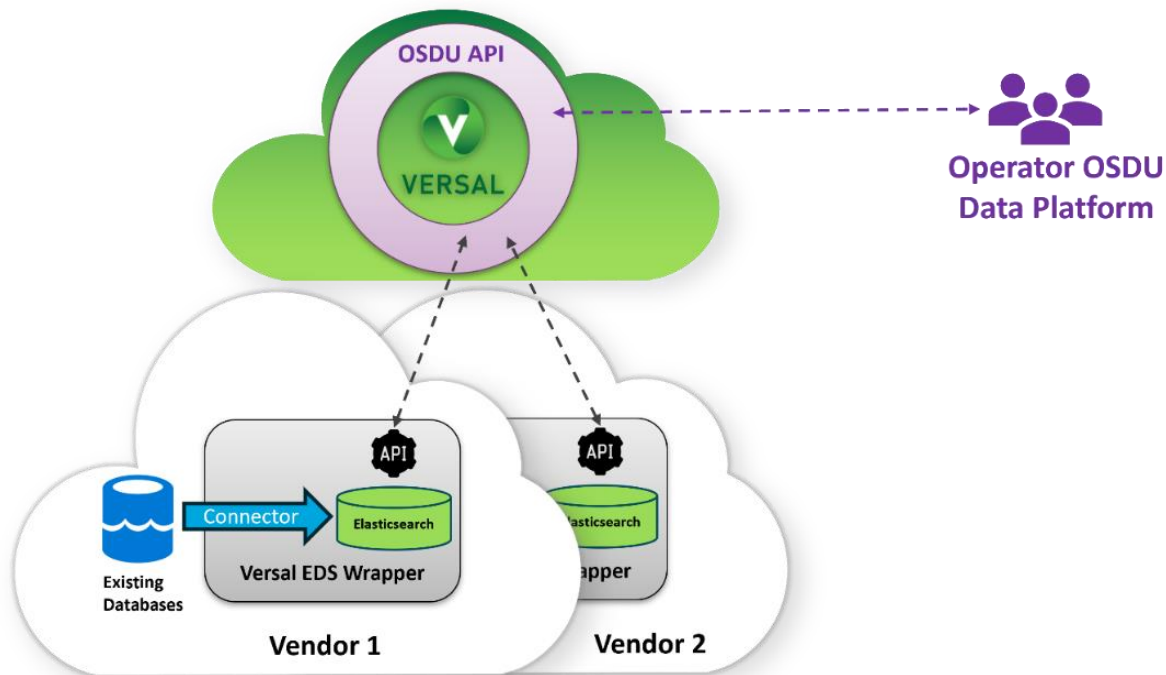 OSDU API
V
VERSAL
Operator OSDU
Data Platform
API
Connector
Elasticsearch
Versal EDS Wrapper
Existing
Databases
Vendor 1
API
lasticsearch
apper
Vendor 2